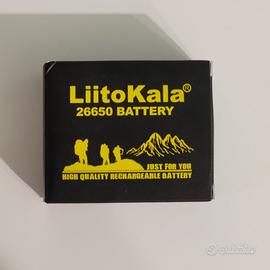 LiitoKala®
26650 BATTERY
JUST FOR YOU
HIGH QUALITY RECHARGEABLE BATTERY